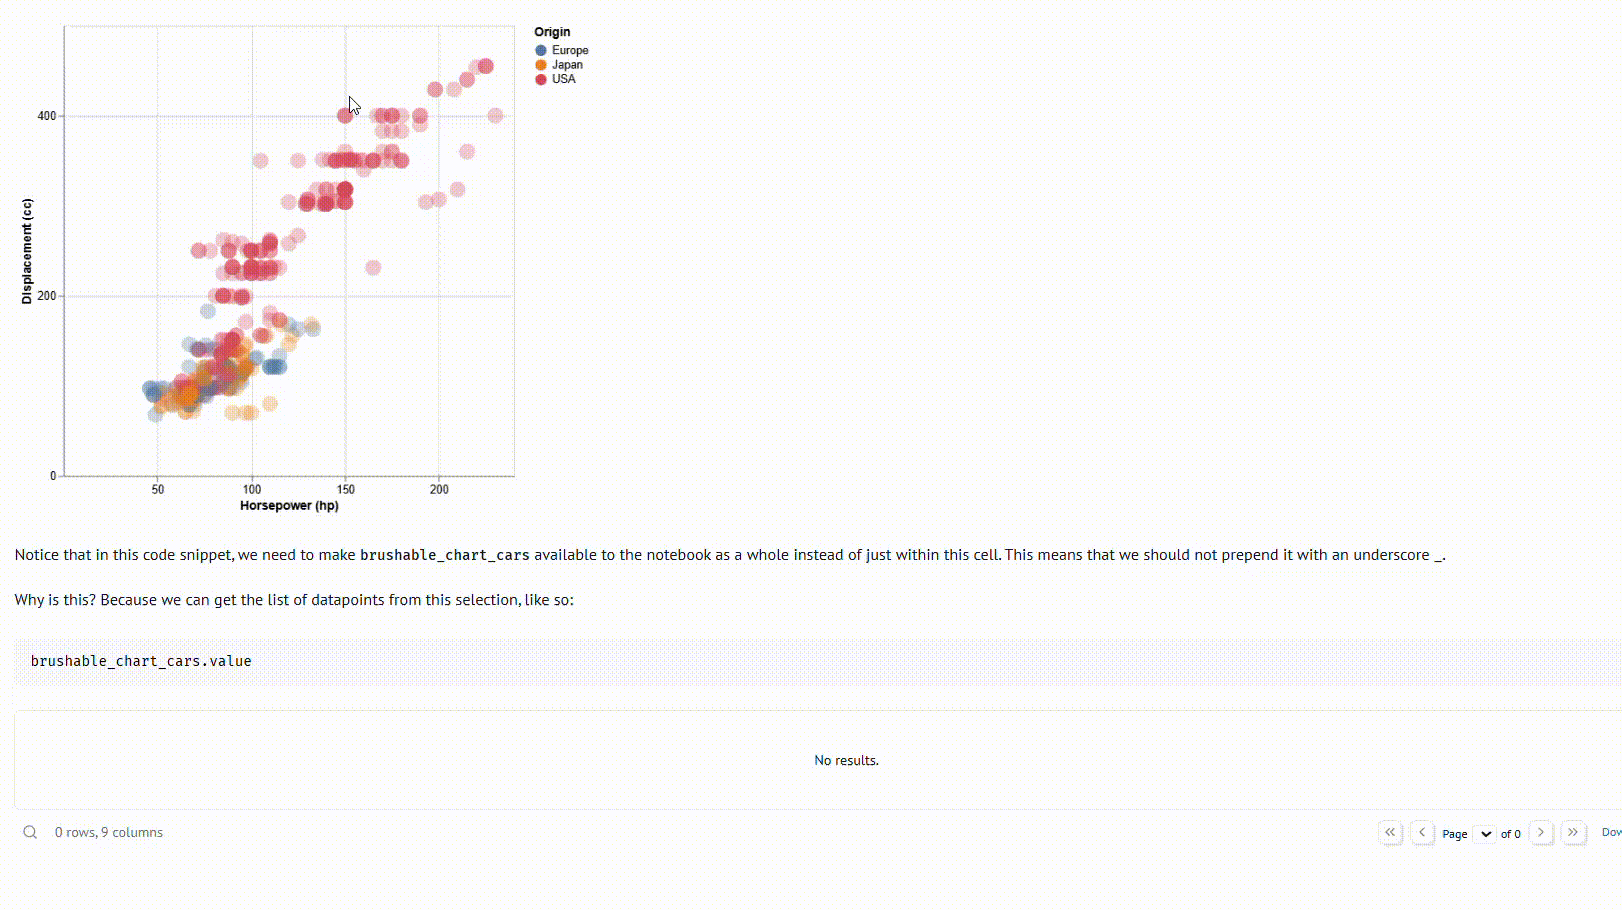 Origin
Europe
Japan
USA
400
200
0
Displacement (cc)
50 100 150 200
Horsepower (hp)
Notice that in this code snippet, we need to make brushable_chart_cars available to the notebook as a whole instead of just within this cell. This means that we should not prepend it with an underscore _.
Why is this? Because we can get the list of datapoints from this selection, like so:
brushable_chart_cars.value
No results.
0 rows, 9 columns
Page of 0
Dow